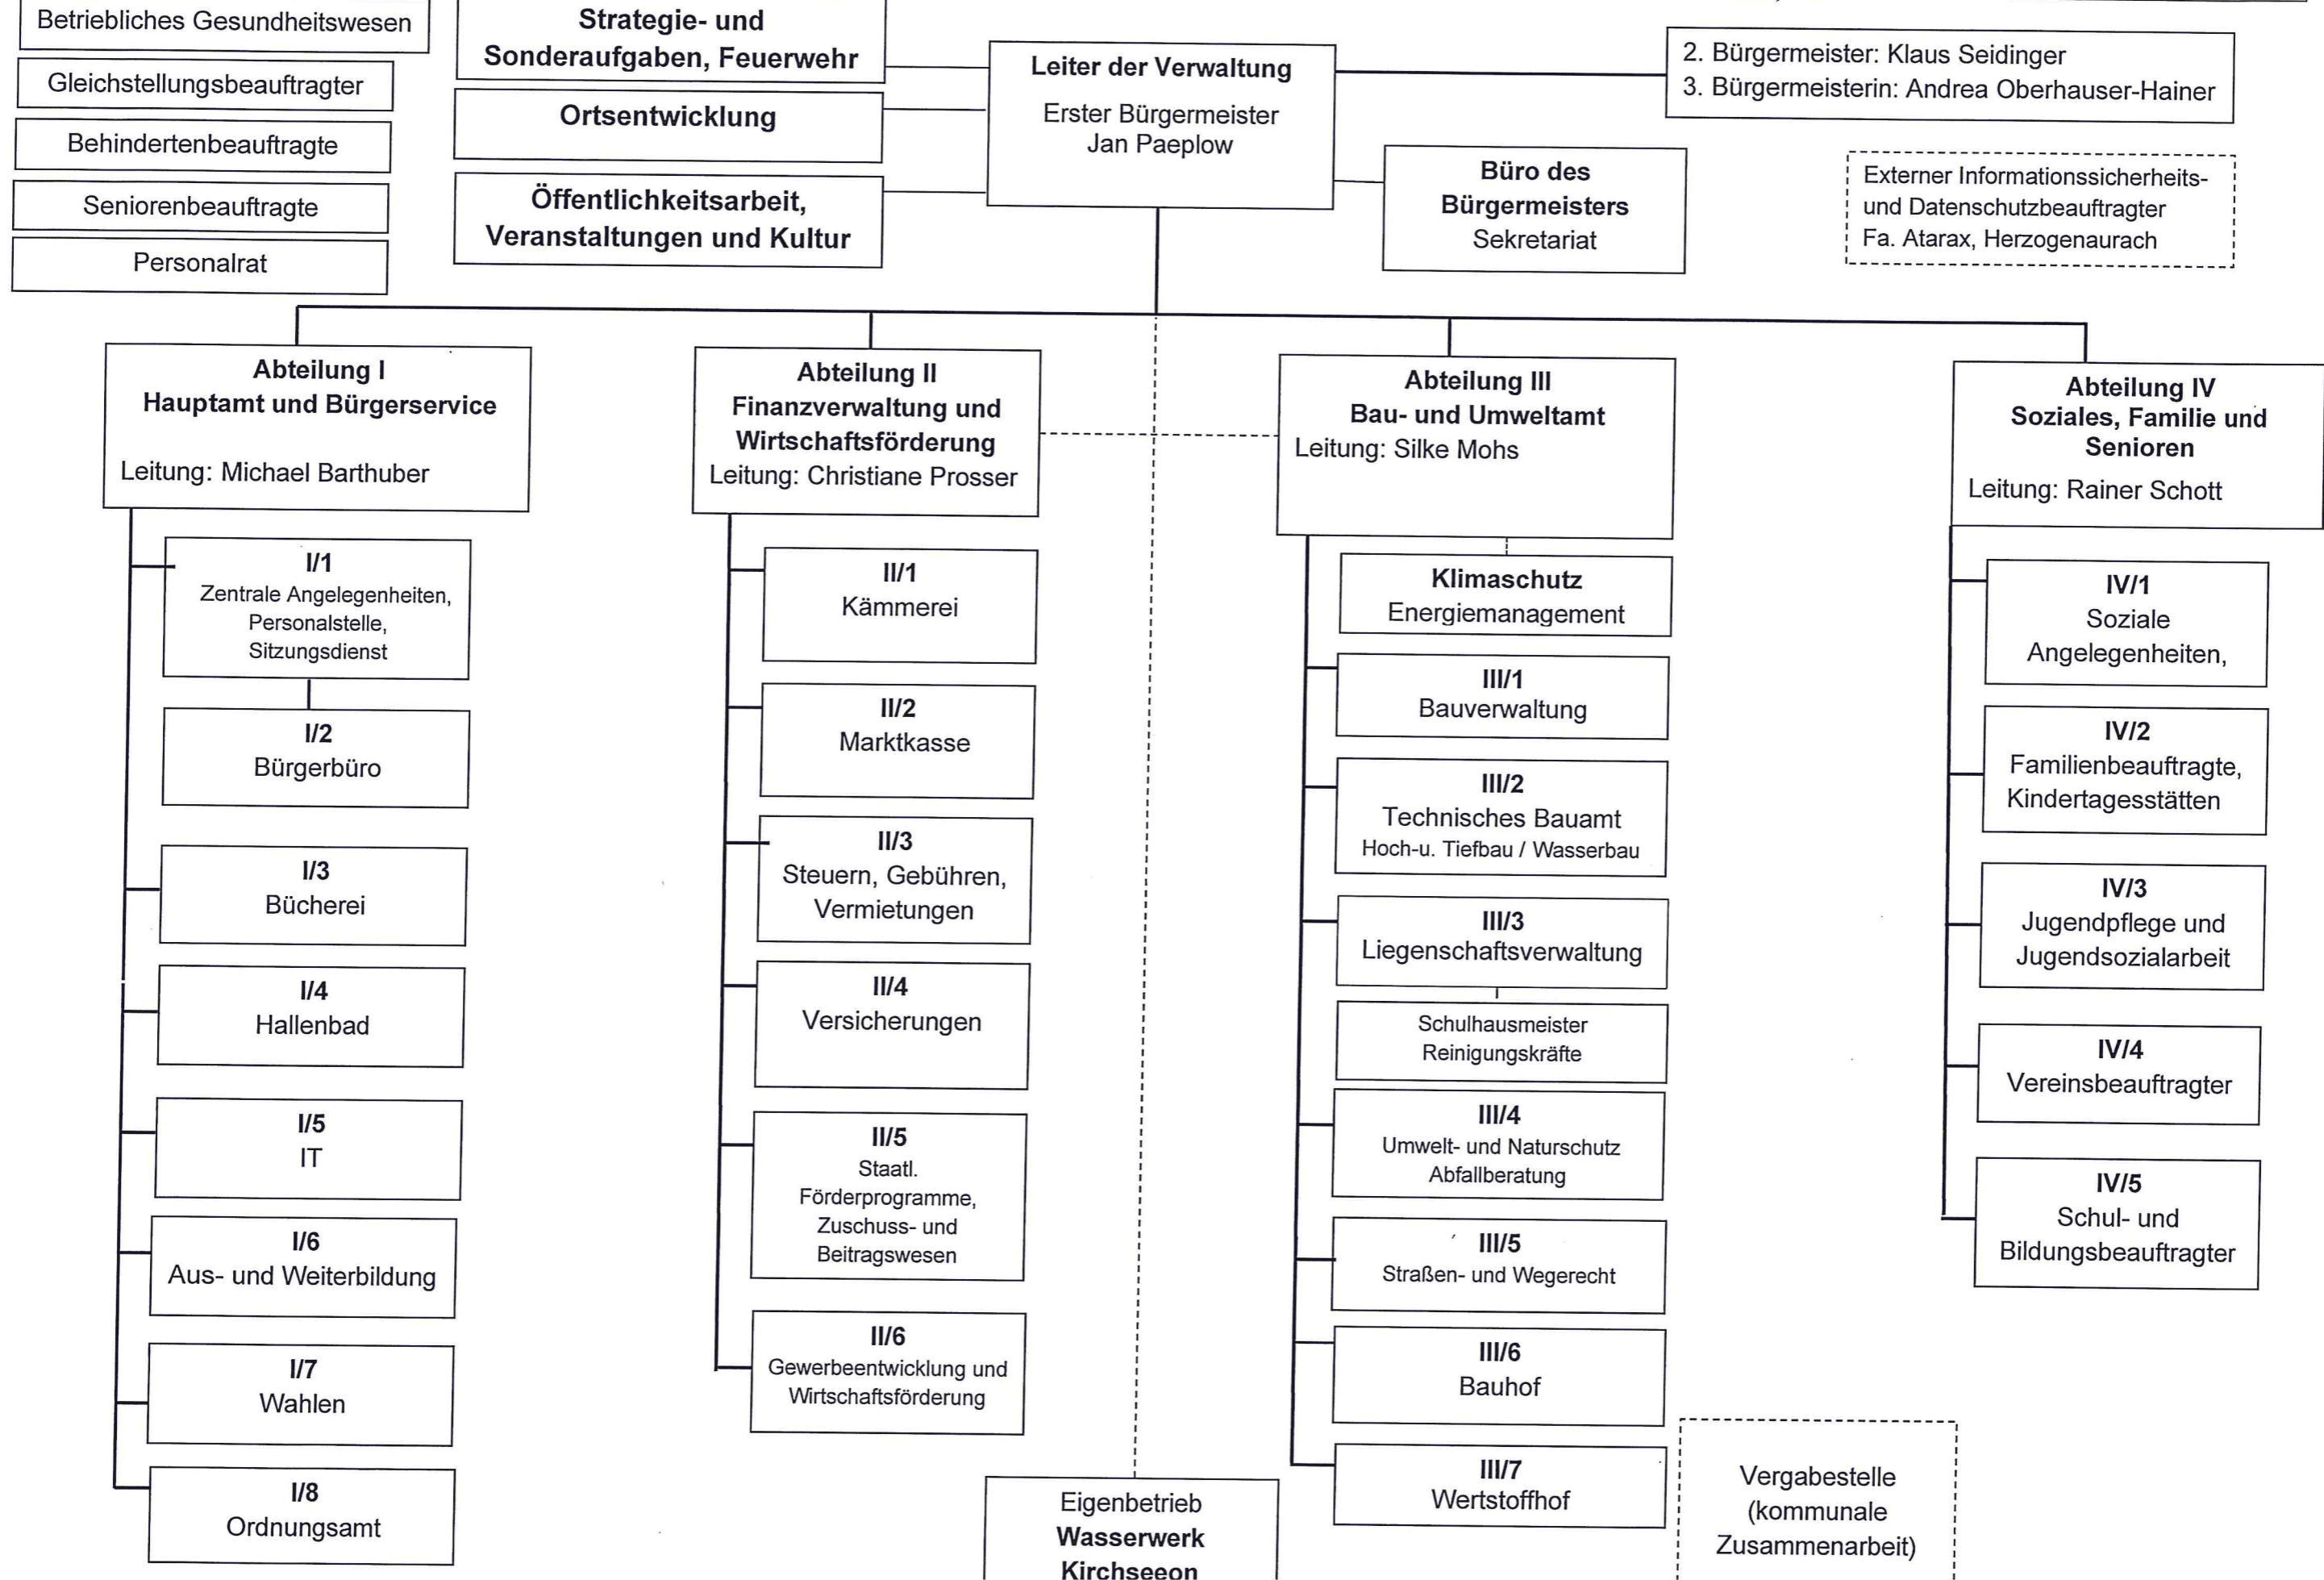 Betriebliches Gesundheitswesen
Gleichstellungsbeauftragter
Behindertenbeauftragte
Seniorenbeauftragte
Personalrat
Strategie- und
Sonderaufgaben, Feuerwehr
Ortsentwicklung
Öffentlichkeitsarbeit,
Veranstaltungen und Kultur
Leiter der Verwaltung
Erster Bürgermeister
Jan Paeplow
2. Bürgermeister: Klaus Seidinger
3. Bürgermeisterin: Andrea Oberhauser-Hainer
Büro des
Bürgermeisters
Sekretariat
Externer Informationssicherheits-
und Datenschutzbeauftragter
Fa. Atarax, Herzogenaurach
Abteilung I
Hauptamt und Bürgerservice
Leitung: Michael Barthuber
I/1
Zentrale Angelegenheiten,
Personalstelle,
Sitzungsdienst
I/2
Bürgerbüro
I/3
Bücherei
I/4
Hallenbad
I/5
IT
I/6
Aus- und Weiterbildung
I/7
Wahlen
I/8
Ordnungsamt
Abteilung II
Finanzverwaltung und
Wirtschaftsförderung
Leitung: Christiane Prosser
II/1
Kämmerei
II/2
Marktkasse
II/3
Steuern, Gebühren,
Vermietungen
II/4
Versicherungen
II/5
Staatl.
Förderprogramme,
Zuschuss- und
Beitragswesen
II/6
Gewerbeentwicklung und
Wirtschaftsförderung
Eigenbetrieb
Wasserwerk
Kirchseeon
Abteilung III
Bau- und Umweltamt
Leitung: Silke Mohs
Klimaschutz
Energiemanagement
III/1
Bauverwaltung
III/2
Technisches Bauamt
Hoch-u. Tiefbau / Wasserbau
III/3
Liegenschaftsverwaltung
Schulhausmeister
Reinigungskräfte
III/4
Umwelt- und Naturschutz
Abfallberatung
III/5
Straßen- und Wegerecht
III/6
Bauhof
III/7
Wertstoffhof
Abteilung IV
Soziales, Familie und
Senioren
Leitung: Rainer Schott
IV/1
Soziale
Angelegenheiten,
IV/2
Familienbeauftragte,
Kindertagesstätten
IV/3
Jugendpflege und
Jugendsozialarbeit
IV/4
Vereinsbeauftragter
IV/5
Schul- und
Bildungsbeauftragter
Vergabestelle
(kommunale
Zusammenarbeit)